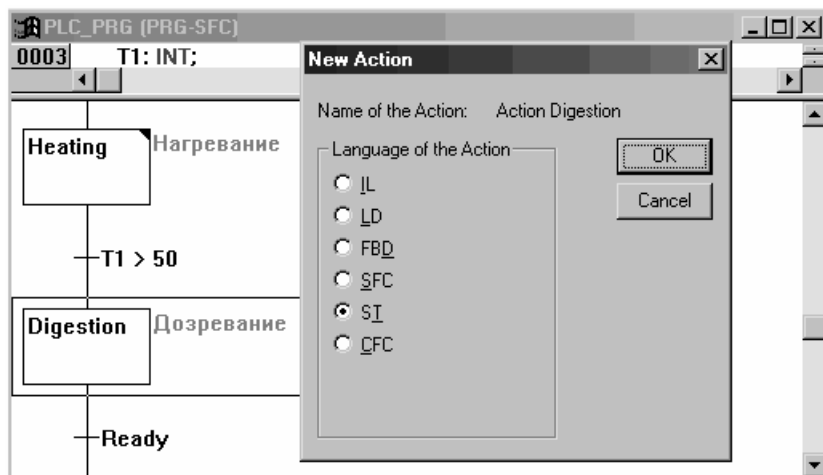 PLC_PRG (PRG-SFC)
0003 T1: INT;
Heating
Нагревание
T1 > 50
Digestion
Дозревание
Ready
New Action
Name of the Action: Action Digestion
Language of the Action
IL
LD
FBD
SFC
ST
CFC
OK
Cancel